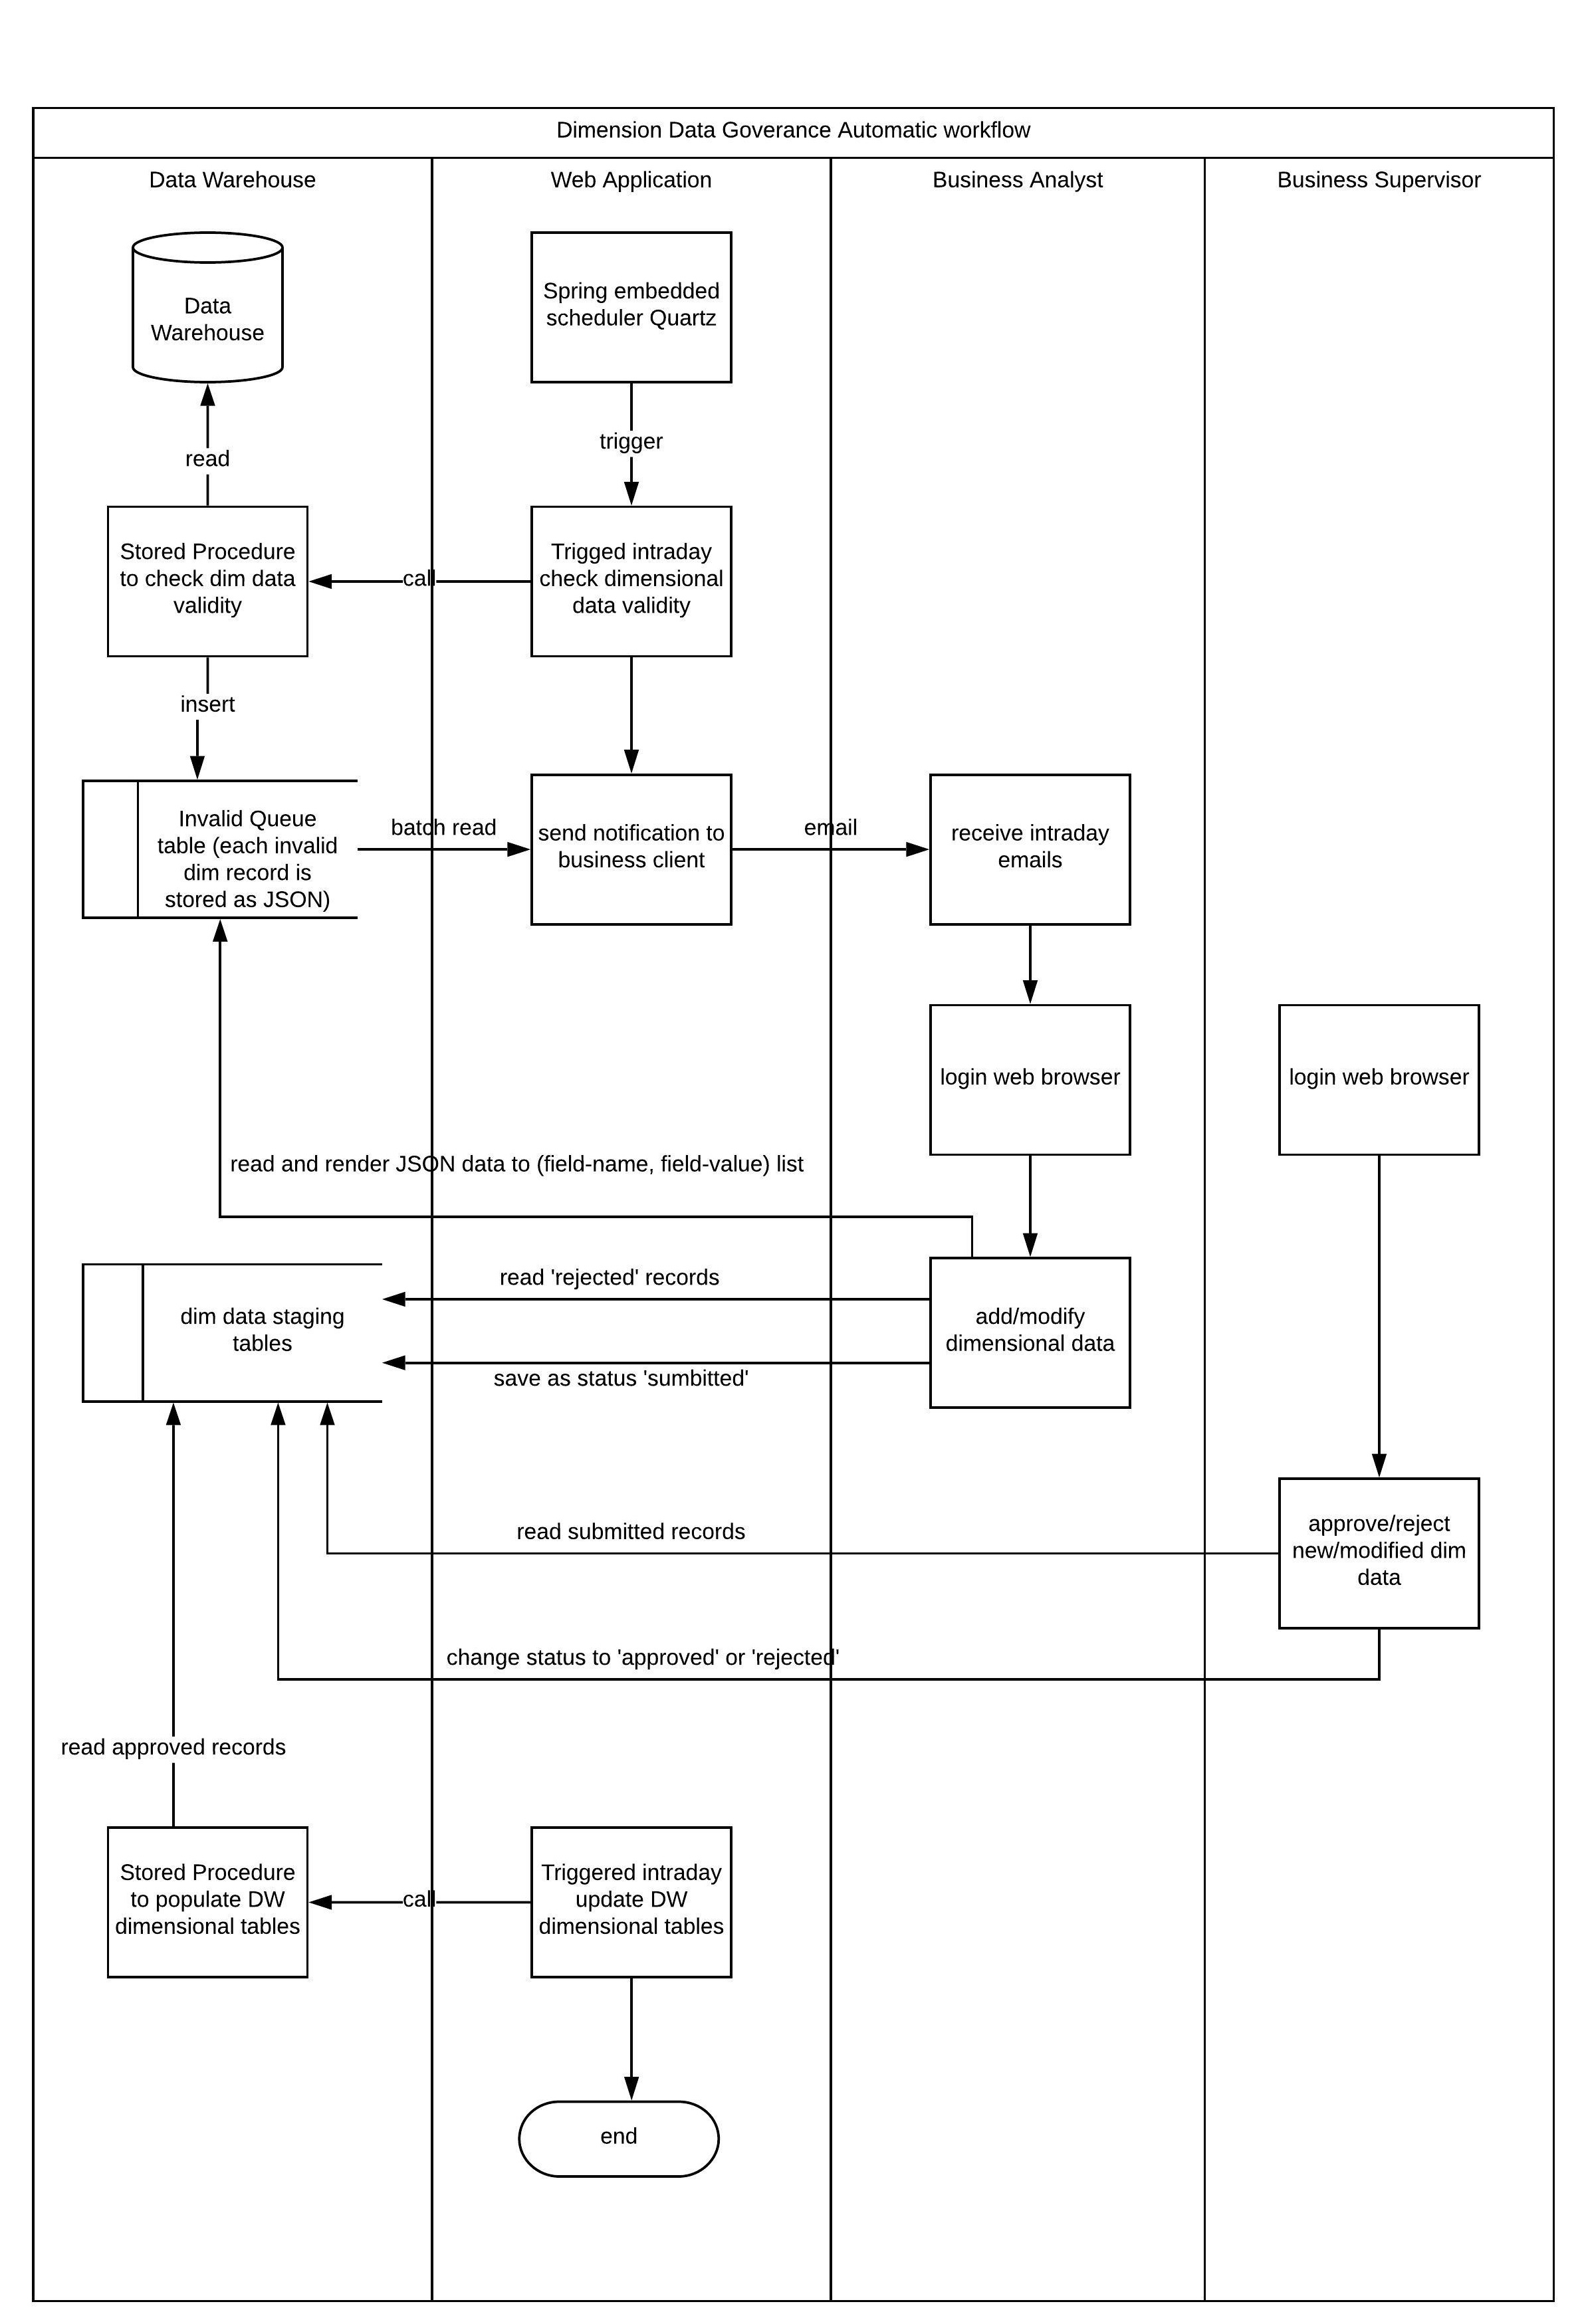 Dimension Data Goverance Automatic workflow
Data Warehouse
Web Application
Business Analyst
Business Supervisor
Data
Warehouse
Spring embedded
scheduler Quartz
read
trigger
Stored Procedure
to check dim data
validity
call
Trigged intraday
check dimensional
data validity
insert
Invalid Queue
table (each invalid
dim record is
stored as JSON)
batch read
send notification to
business client
email
receive intraday
emails
login web browser
login web browser
read and render JSON data to (field-name, field-value) list
dim data staging
tables
read 'rejected' records
save as status 'sumbitted'
add/modify
dimensional data
read submitted records
approve/reject
new/modified dim
data
change status to 'approved' or 'rejected'
read approved records
Stored Procedure
to populate DW
dimensional tables
call
Triggered intraday
update DW
dimensional tables
end